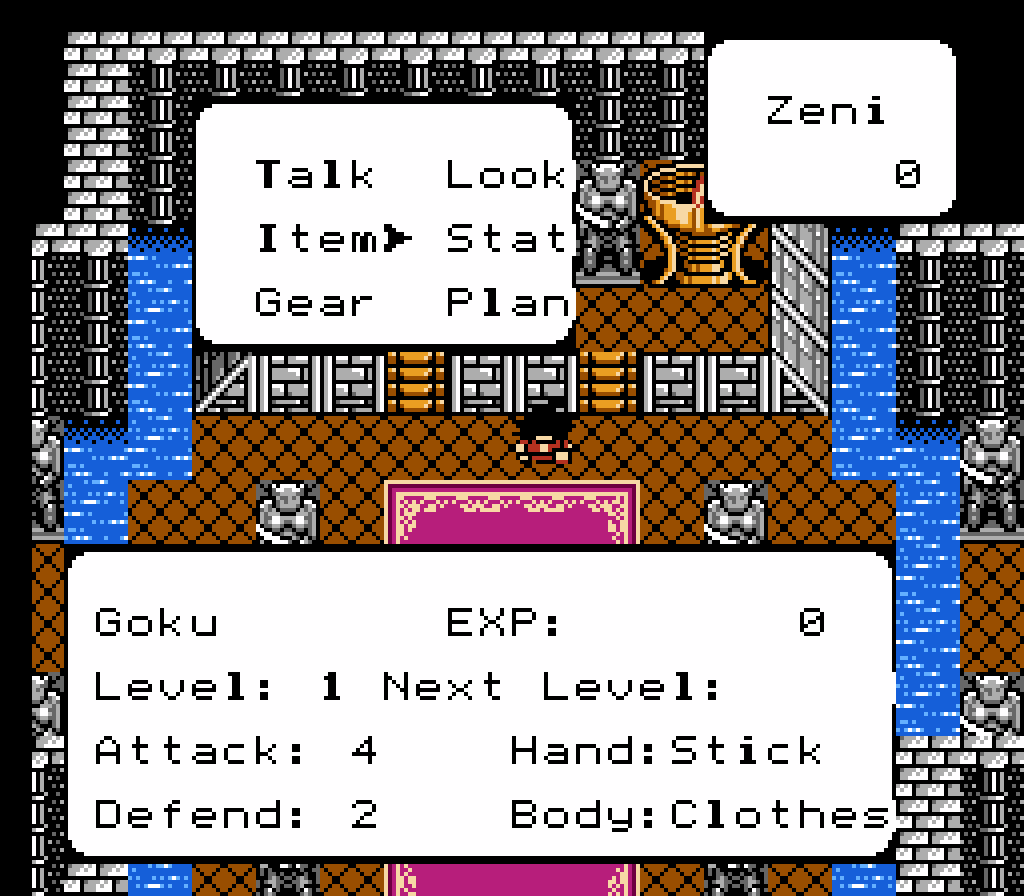 Zeni
0
Talk Look
Item Stat
Gear Plan
Goku EXP: 0
Level: 1 Next Level:
Attack: 4 Hand:Stick
Defend: 2 Body:Clothes